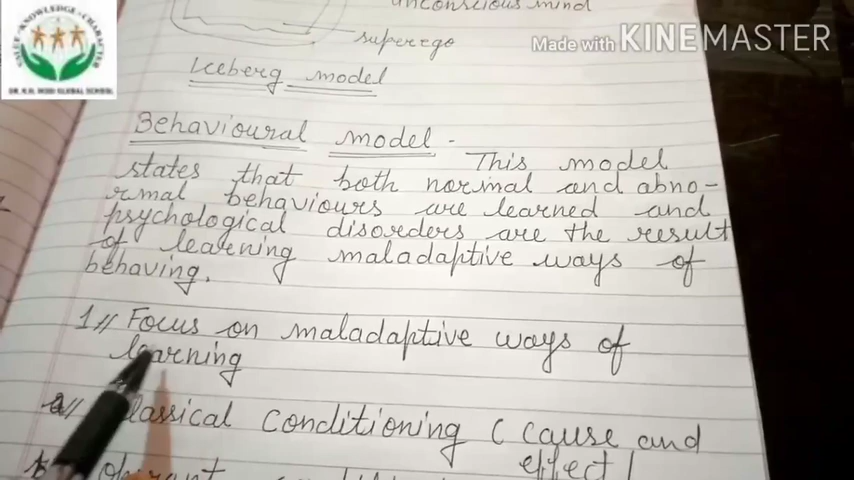 unconscious mind
superego
Made with KINEMASTER
Iceberg model
Behavioural model -
This model
states that both normal and abno-
rmal behaviours are learned and
psychological disorders are the result
of learning maladaptive ways of
behaving.
1// Focus on maladaptive ways of
learning
a// Classical Conditioning ( cause and
effect )